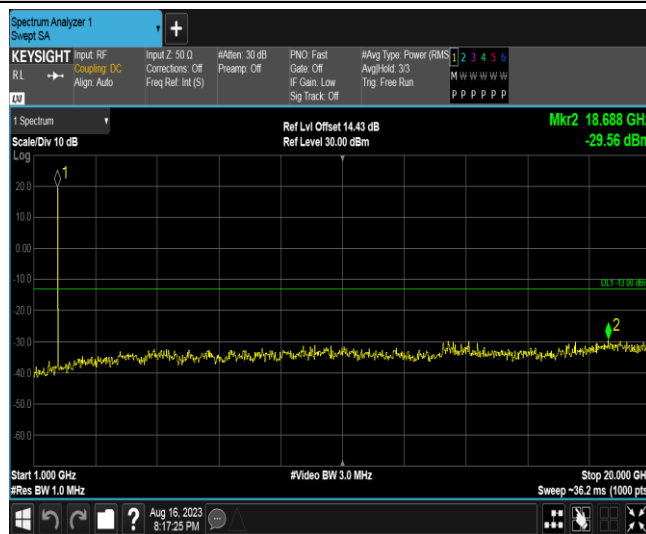 Spectrum Analyzer 1
Swept SA
+
KEYSIGHT
RL
LXI
Input: RF
Coupling: DC
Align: Auto
Input Z: 50 Ω
Corrections: Off
Freq Ref: Int (S)
#Atten: 30 dB
Preamp: Off
PNO: Fast
Gate: Off
IF Gain: Low
Sig Track: Off
#Avg Type: Power (RMS
Avg|Hold: 3/3
Trig: Free Run
1 2 3 4 5 6
M W W W W W
P P P P P P
1 Spectrum
Scale/Div 10 dB
Log
Ref Lvl Offset 14.43 dB
Ref Level 30.00 dBm
Mkr2 18.688 GHz
-29.56 dBm
1
20.0
10.0
0.00
-10.0
DL1 -13.00 dBm
-20.0
2
-30.0
-40.0
-50.0
-60.0
Start 1.000 GHz
#Res BW 1.0 MHz
#Video BW 3.0 MHz
Stop 20.000 GHz
Sweep ~36.2 ms (1000 pts
?
Aug 16, 2023
8:17:25 PM